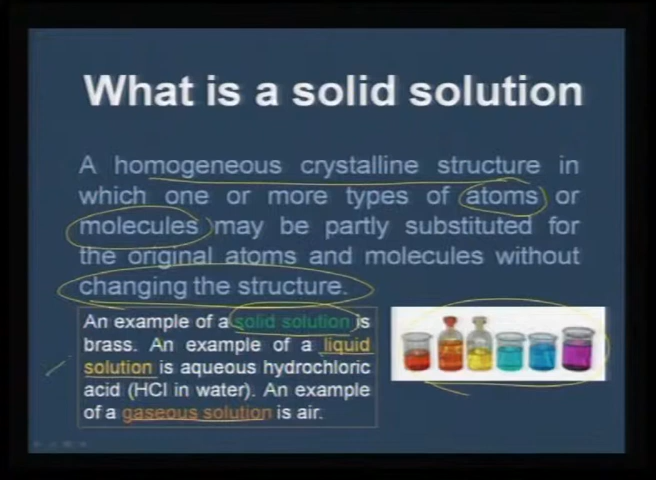 What is a solid solution
A homogeneous crystalline structure in
which one or more types of atoms or
molecules may be partly substituted for
the original atoms and molecules without
changing the structure.
An example of a solid solution is
brass. An example of a liquid
solution is aqueous hydrochloric
acid (HCl in water). An example
of a gaseous solution is air.